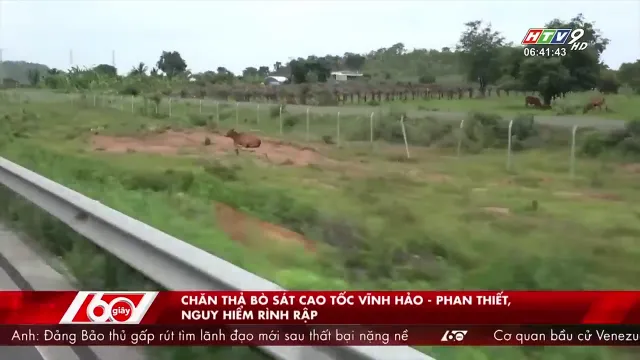 HTV9 HD
06:41:43
60 giây
CHĂN THẢ BÒ SÁT CAO TỐC VĨNH HẢO - PHAN THIẾT,
NGUY HIỂM RÌNH RẬP
Anh: Đảng Bảo thủ gấp rút tìm lãnh đạo mới sau thất bại nặng nề 60 Cơ quan bầu cử Venezu